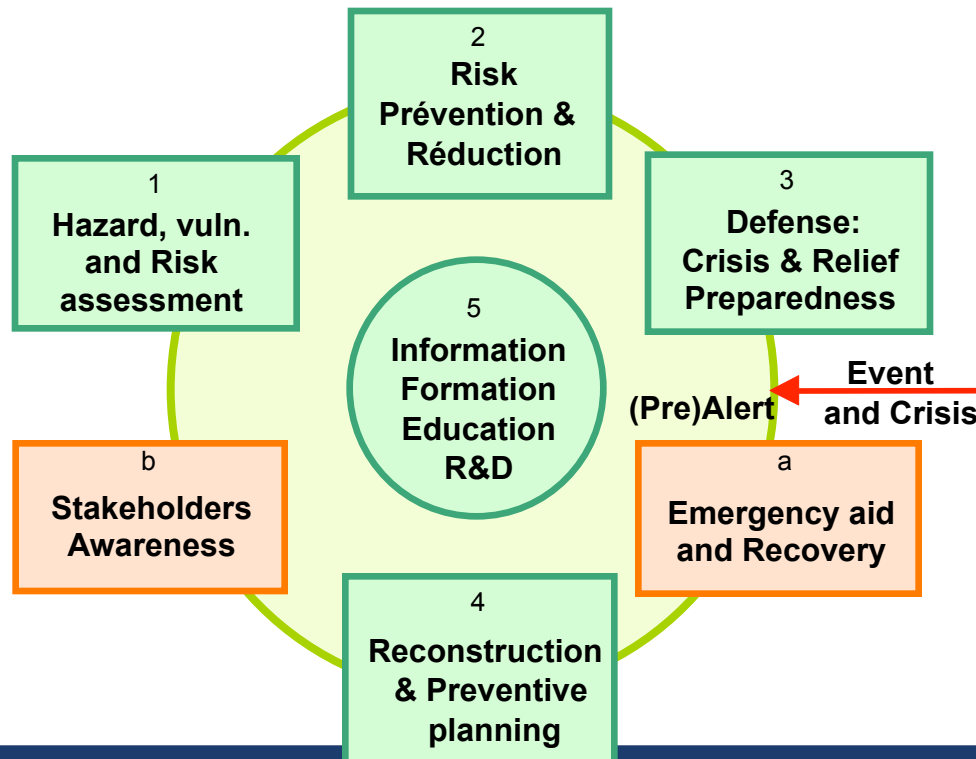 2
Risk
Prévention &
Réduction
1
Hazard, vuln.
and Risk
assessment
3
Defense:
Crisis & Relief
Preparedness
5
Information
Formation
Education
R&D
(Pre)Alert
Event
and Crisis
b
Stakeholders
Awareness
a
Emergency aid
and Recovery
4
Reconstruction
& Preventive
planning